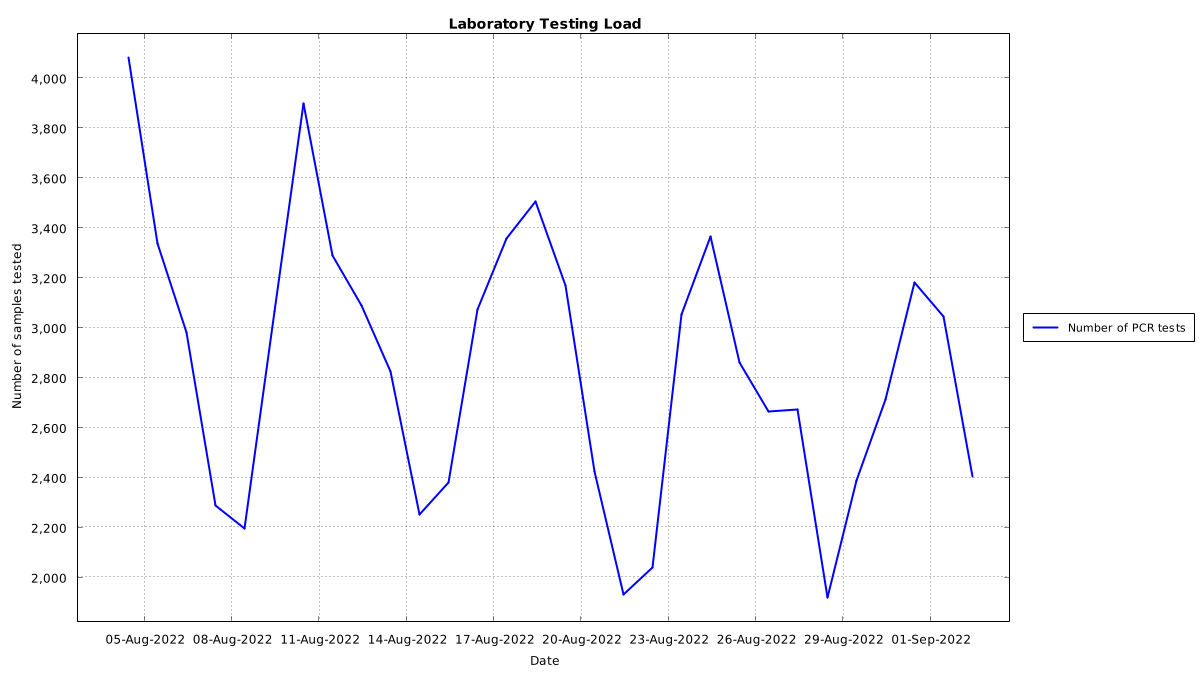 Laboratory Testing Load
4,000
3,800
3,600
3,400
3,200
3,000
2,800
2,600
2,400
2,200
2,000
Number of samples tested
05-Aug-2022 08-Aug-2022 11-Aug-2022 14-Aug-2022 17-Aug-2022 20-Aug-2022 23-Aug-2022 26-Aug-2022 29-Aug-2022 01-Sep-2022
Date
Number of PCR tests